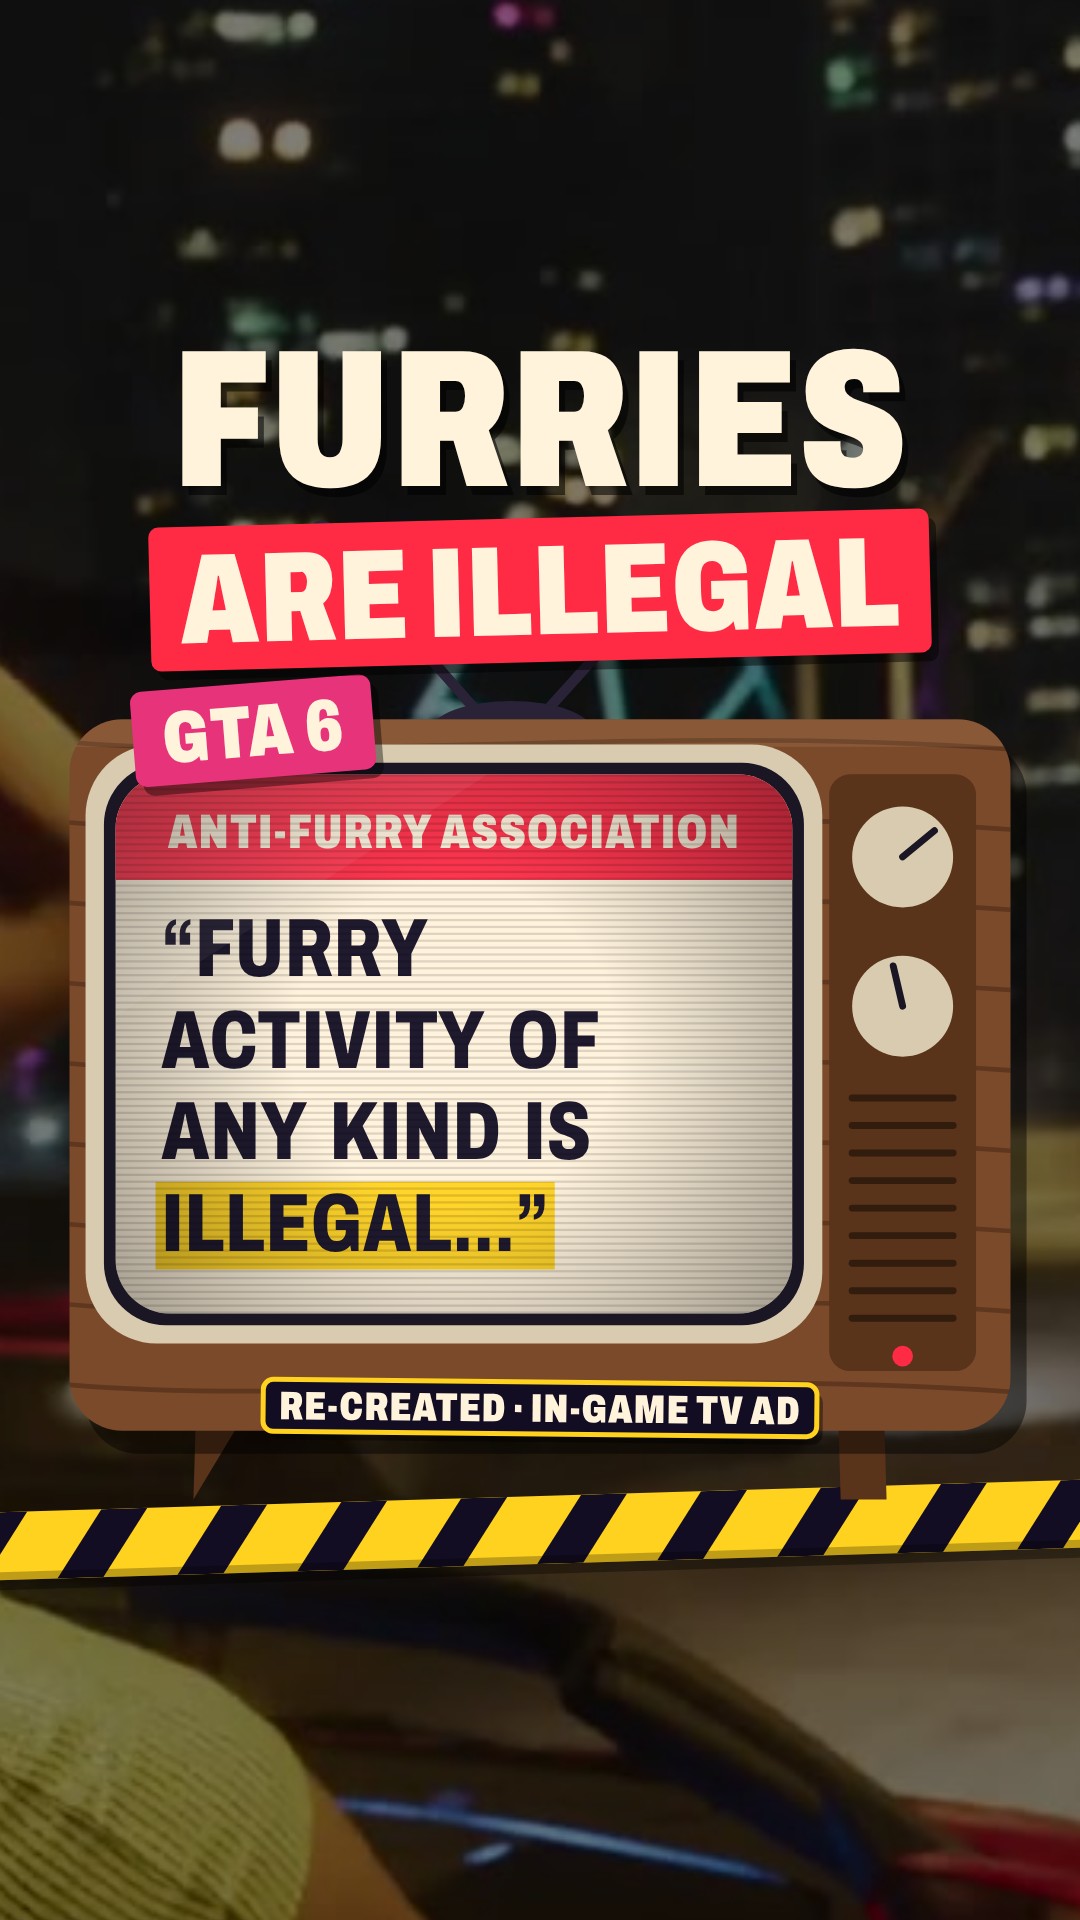 FURRIES
ARE ILLEGAL
GTA 6
ANTI-FURRY ASSOCIATION
“FURRY
ACTIVITY OF
ANY KIND IS
ILLEGAL...”
RE-CREATED · IN-GAME TV AD